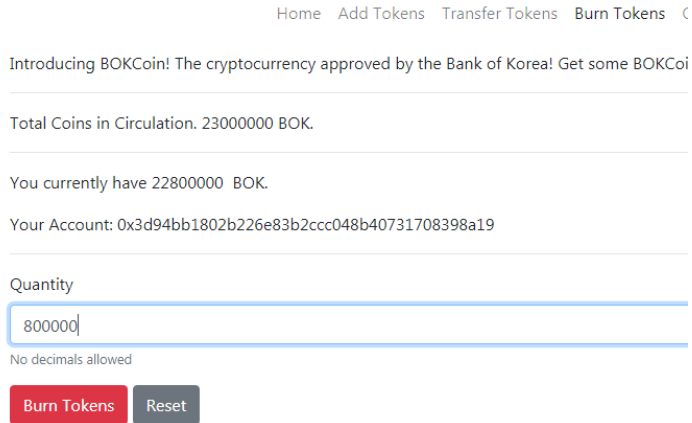 Home Add Tokens Transfer Tokens Burn Tokens
Introducing BOKCoin! The cryptocurrency approved by the Bank of Korea! Get some BOKCoi
Total Coins in Circulation. 23000000 BOK.
You currently have 22800000 BOK.
Your Account: 0x3d94bb1802b226e83b2ccc048b40731708398a19
Quantity
800000
No decimals allowed
Burn Tokens Reset